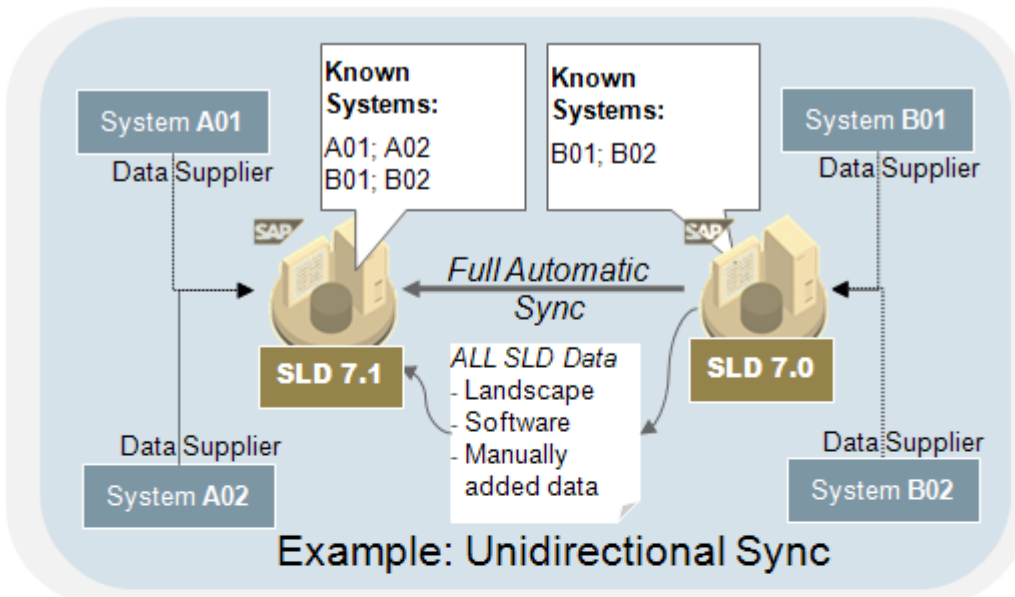 Known
Systems:
A01; A02
B01; B02
Known
Systems:
B01; B02
System A01
Data Supplier
System B01
Data Supplier
SAP
SAP
Full Automatic
Sync
SLD 7.1
SLD 7.0
ALL SLD Data
- Landscape
- Software
- Manually
added data
Data Supplier
System A02
Data Supplier
System B02
Example: Unidirectional Sync